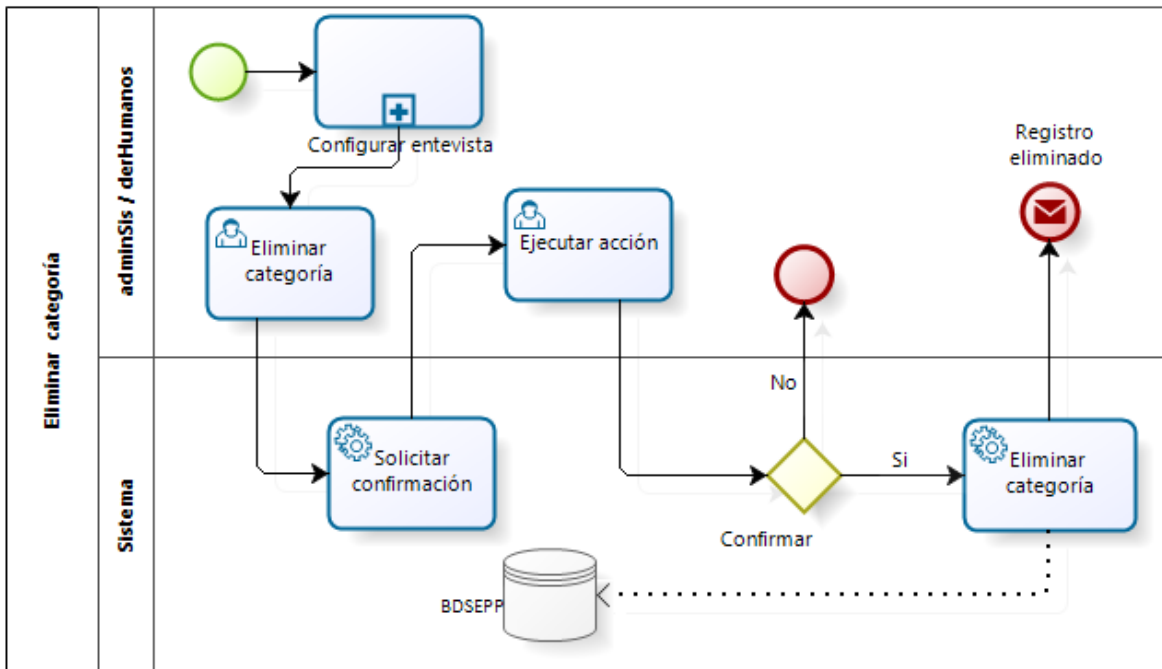 Eliminar categoría
adminSis / derHumanos
Configurar entevista
Eliminar
categoría
Ejecutar acción
Registro
eliminado
Sistema
Solicitar
confirmación
No
Si
Confirmar
Eliminar
categoría
BDSEPP